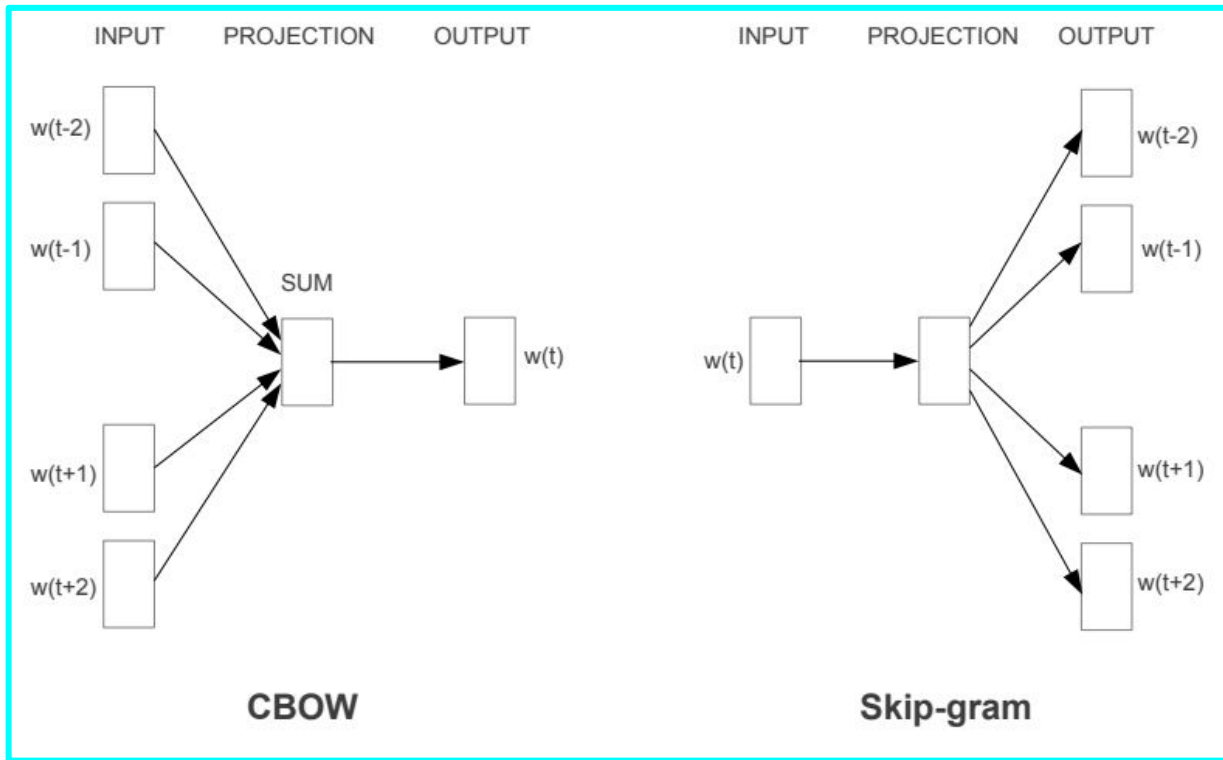 INPUT PROJECTION OUTPUT
w(t-2)
w(t-1)
SUM
w(t)
w(t+1)
w(t+2)
CBOW
INPUT PROJECTION OUTPUT
w(t-2)
w(t-1)
w(t)
w(t+1)
w(t+2)
Skip-gram